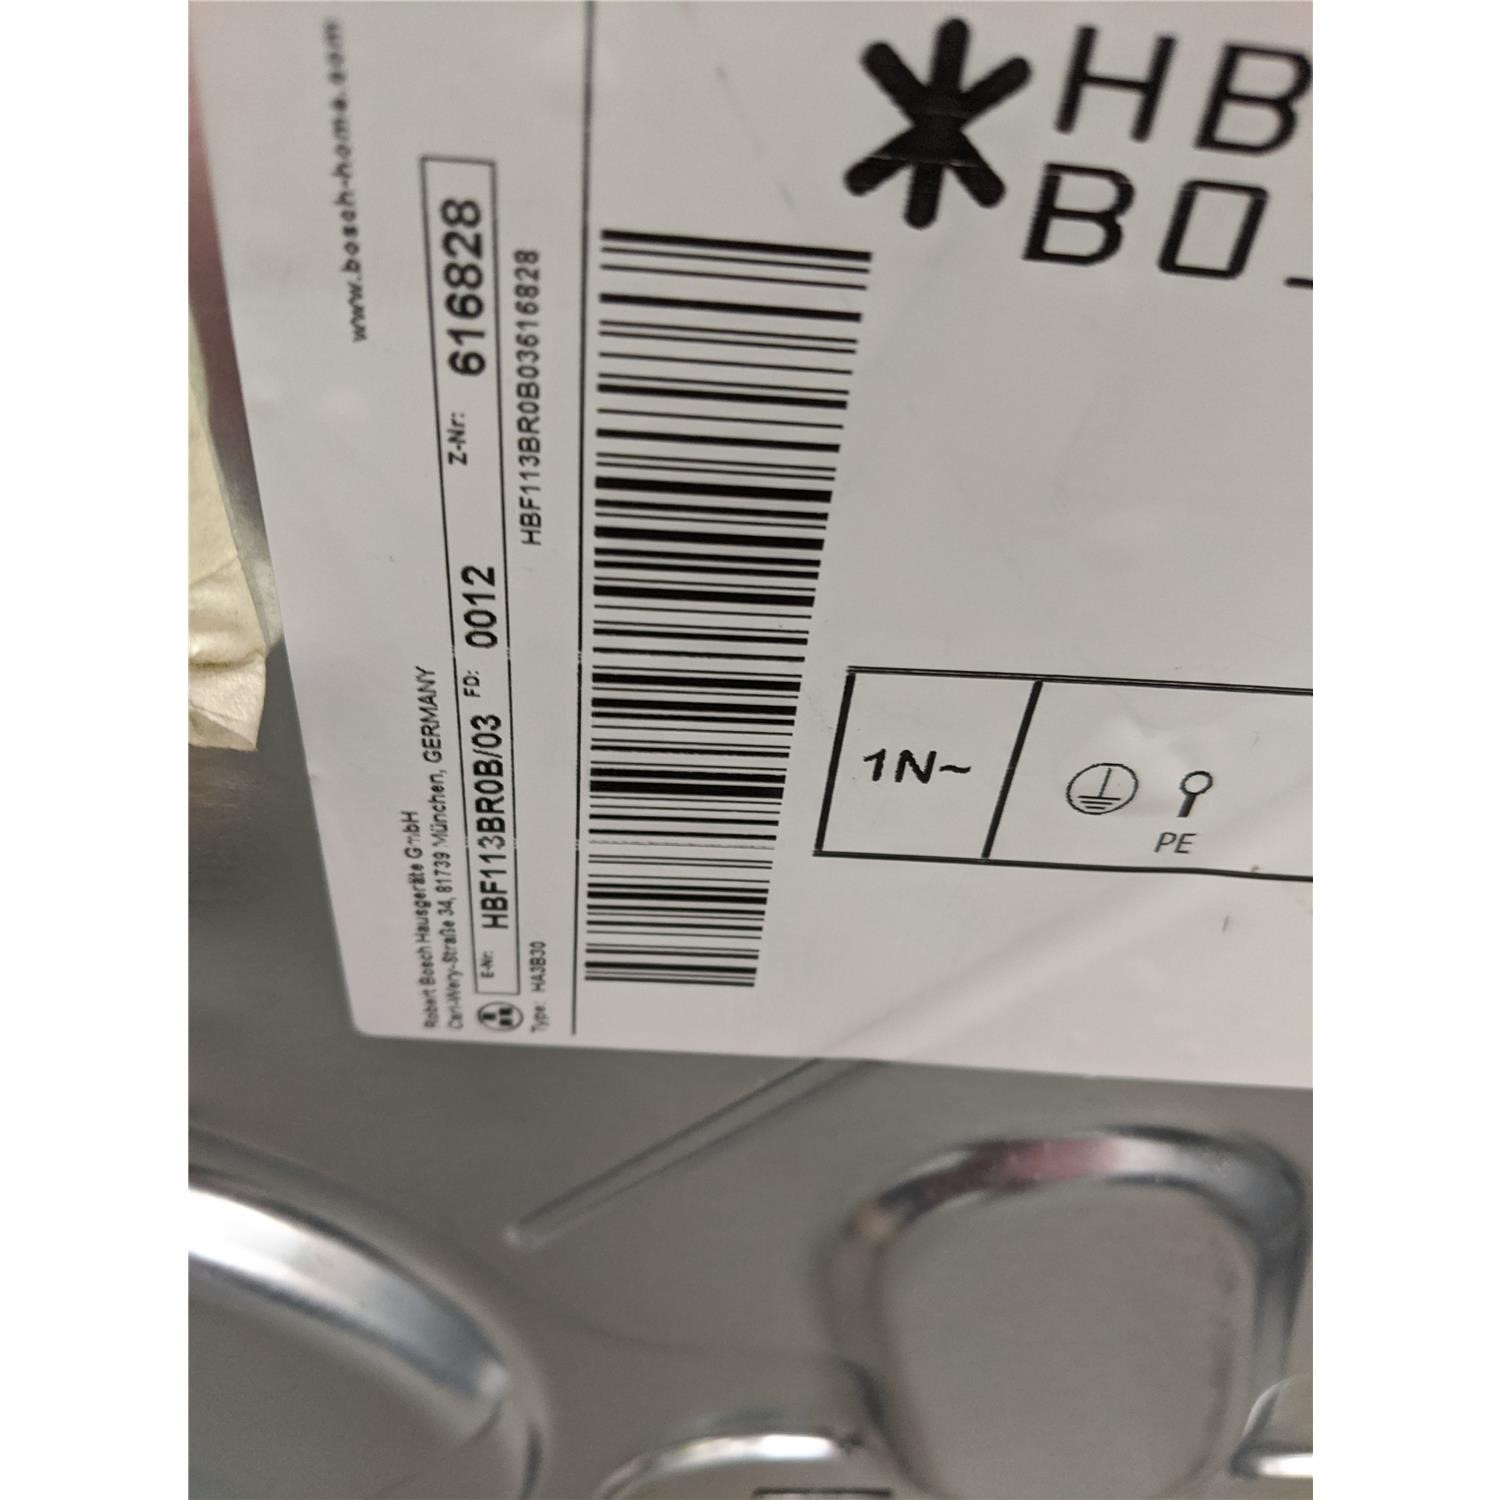 www.bosch-home.com
Robert Bosch Hausgeräte GmbH
Carl-Wery-Straße 34, 81739 München, GERMANY
E-Nr: HBF113BR0B/03 FD: 0012 Z-Nr: 616828
Type: HA3B30
HBF113BR0B03616828
HB
B0
1N~
PE